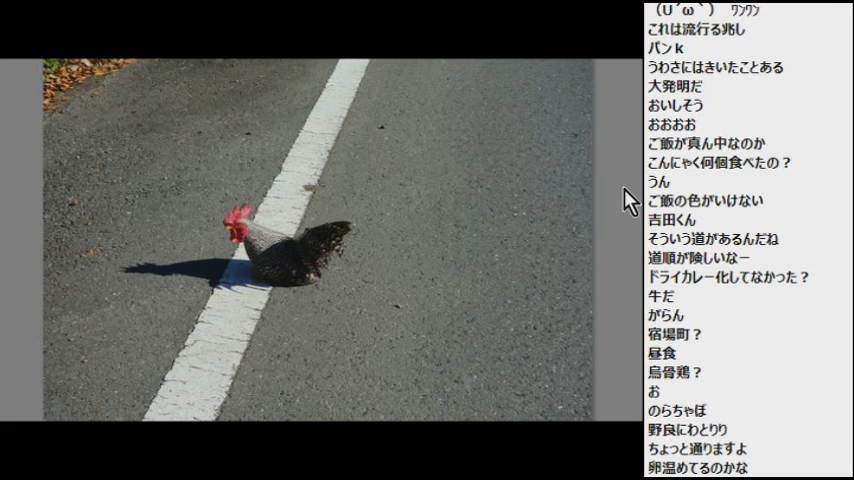 （U´ω｀） ﾜﾝﾜﾝ
これは流行る兆し
パンｋ
うわさにはきいたことある
大発明だ
おいしそう
おおおお
ご飯が真ん中なのか
こんにゃく何個食べたの？
うん
ご飯の色がいけない
吉田くん
そういう道があるんだね
道順が険しいなー
ドライカレー化してなかった？
牛だ
がらん
宿場町？
昼食
烏骨鶏？
お
のらちゃぼ
野良にわとりり
ちょっと通りますよ
卵温めてるのかな